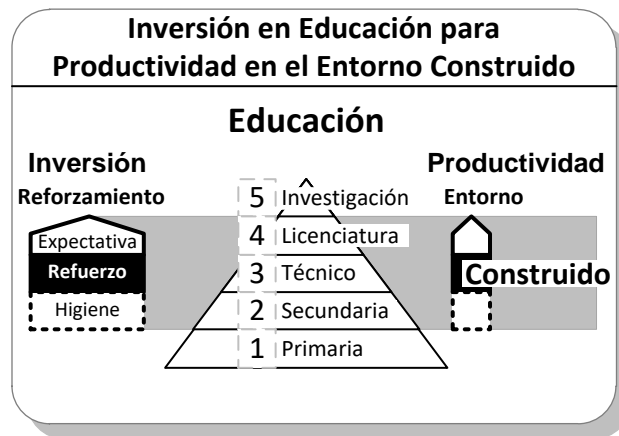 Inversión en Educación para
Productividad en el Entorno Construido
Educación
Inversión
Productividad
Reforzamiento
Entorno
5 Investigación
4 Licenciatura
3 Técnico
2 Secundaria
1 Primaria
Expectativa
Refuerzo
Higiene
Construido